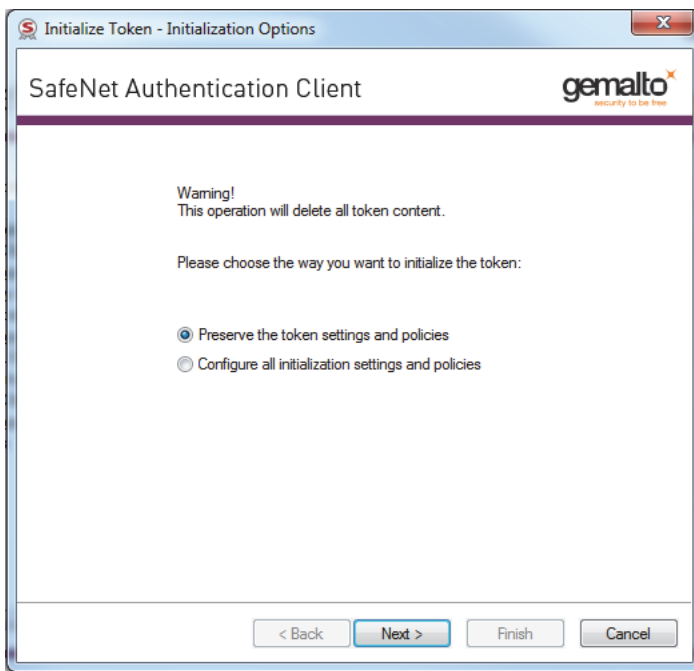 Initialize Token - Initialization Options
SafeNet Authentication Client
gemalto
security to be free
Warning!
This operation will delete all token content.
Please choose the way you want to initialize the token:
Preserve the token settings and policies
Configure all initialization settings and policies
< Back Next > Finish Cancel